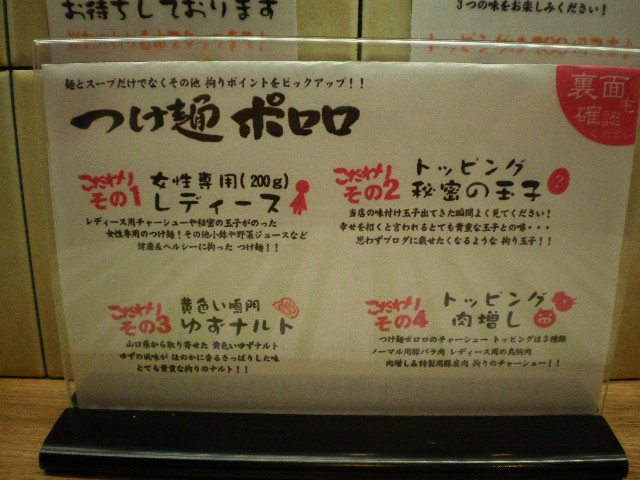 お待ちしております
3つの味をお楽しみください！
麺とスープだけでなくその他 拘りポイントをピックアップ！！
つけ麺 ポロロ
裏面も
確認
ください
こだわり
その1
女性専用(200g)
レディース
レディース用チャーシューや秘密の玉子がのった
女性専用のつけ麺！その他小鉢や野菜ジュースなど
健康＆ヘルシーに拘った つけ麺！！
こだわり
その2
トッピング
秘密の玉子
?
当店の味付け玉子出てきた瞬間よく見てください！
幸せを招くと言われるとても貴重な玉子との噂・・・
思わずブログに載せたくなるような 拘り玉子！！
こだわり
その3
黄色い鳴門
ゆずナルト
山口県から取り寄せた 黄色いゆずナルト
ゆずの風味が ほのかに香るさっぱりした味
とても貴重な拘りのナルト！！
こだわり
その4
トッピング
肉増し
つけ麺ポロロのチャーシュー トッピングは3種類
ノーマル用豚バラ肉 レディース用の鳥胸肉
肉増し＆特製用豚肩肉 拘りのチャーシュー！！